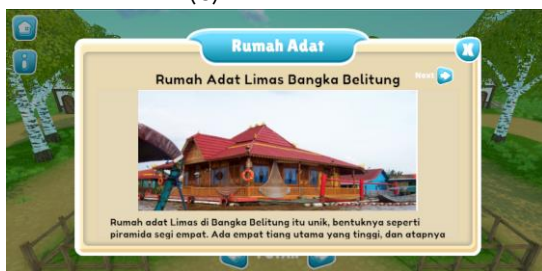 Rumah Adat
X
Rumah Adat Limas Bangka Belitung
Next
i
Rumah adat Limas di Bangka Belitung itu unik, bentuknya seperti
piramida segi empat. Ada empat tiang utama yang tinggi, dan atapnya